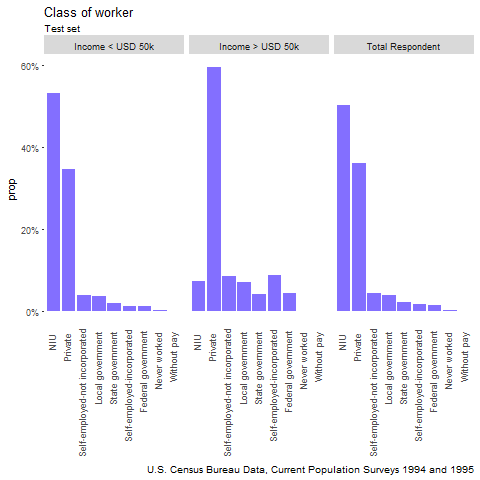 Class of worker
Test set
Income < USD 50k
Income > USD 50k
Total Respondent
60%
40%
20%
0%
prop
NIU
Private
Self-employed-not incorporated
Local government
State government
Self-employed-incorporated
Federal government
Never worked
Without pay
NIU
Private
Self-employed-not incorporated
Local government
State government
Self-employed-incorporated
Federal government
Never worked
Without pay
NIU
Private
Self-employed-not incorporated
Local government
State government
Self-employed-incorporated
Federal government
Never worked
Without pay
U.S. Census Bureau Data, Current Population Surveys 1994 and 1995